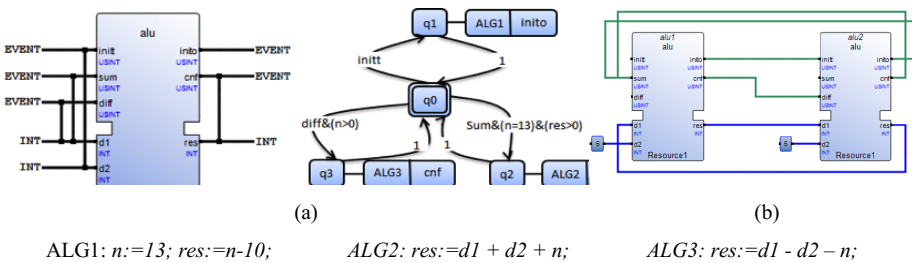 alu
EVENT
initt
USINT
inito
USINT
EVENT
EVENT
sum
USINT
cnf
USINT
EVENT
EVENT
diff
USINT
INT
d1
INT
res
INT
INT
INT
d2
INT
q1
ALG1
inito
initt
1
q0
diff&(n>0)
Sum&(n=13)&(res>0)
1
1
q3
ALG3
cnf
q2
ALG2
alu1
alu
initt
USINT
inito
USINT
sum
USINT
cnf
USINT
diff
USINT
d1
INT
res
INT
d2
INT
Resource1
5
alu2
alu
initt
USINT
inito
USINT
sum
USINT
cnf
USINT
diff
USINT
d1
INT
res
INT
d2
INT
Resource1
5
(a)
(b)
ALG1: n:=13; res:=n-10;
ALG2: res:=d1 + d2 + n;
ALG3: res:=d1 - d2 – n;